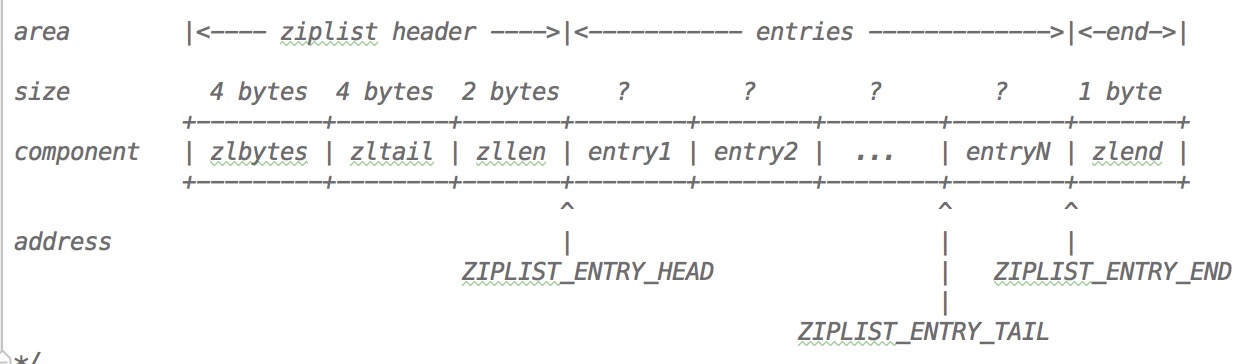 area |<---- ziplist header ---->|<----------- entries ------------->|<-end->|
size 4 bytes 4 bytes 2 bytes ? ? ? ? 1 byte
+---------+--------+-------+--------+--------+--------+--------+-------+
component | zlbytes | zltail | zllen | entry1 | entry2 | ... | entryN | zlend |
+---------+--------+-------+--------+--------+--------+--------+-------+
^ ^ ^
address | | |
ZIPLIST_ENTRY_HEAD | ZIPLIST_ENTRY_END
|
ZIPLIST_ENTRY_TAIL
*/